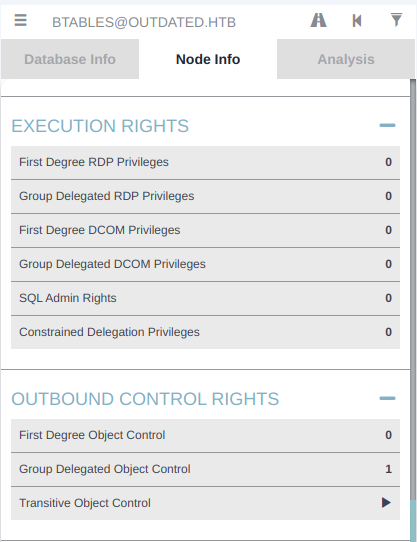 BTABLES@OUTDATED.HTB
Database Info Node Info Analysis
EXECUTION RIGHTS
First Degree RDP Privileges 0
Group Delegated RDP Privileges 0
First Degree DCOM Privileges 0
Group Delegated DCOM Privileges 0
SQL Admin Rights 0
Constrained Delegation Privileges 0
OUTBOUND CONTROL RIGHTS
First Degree Object Control 0
Group Delegated Object Control 1
Transitive Object Control